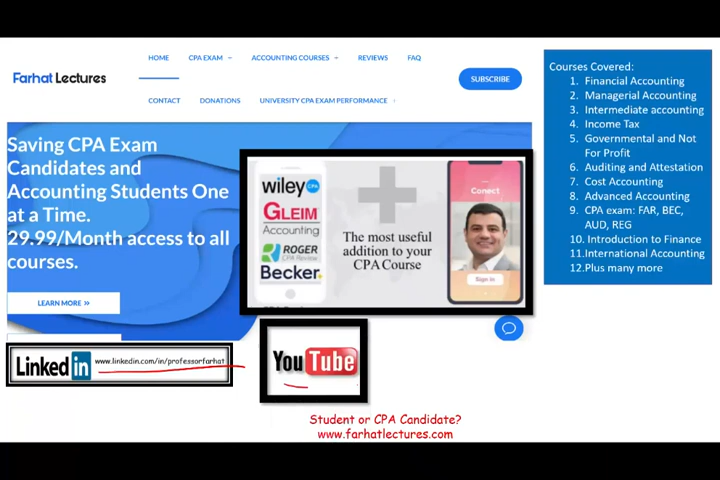 HOME CPA EXAM ACCOUNTING COURSES REVIEWS FAQ
Farhat Lectures
SUBSCRIBE
CONTACT DONATIONS UNIVERSITY CPA EXAM PERFORMANCE
Saving CPA Exam
Candidates and
Accounting Students One
at a Time.
29.99/Month access to all
courses.
LEARN MORE »
wiley CPA
GLEIM
Accounting
ROGER
CPA Review
Becker.
The most useful
addition to your
CPA Course
Conect
Sign in
Courses Covered:
1. Financial Accounting
2. Managerial Accounting
3. Intermediate accounting
4. Income Tax
5. Governmental and Not
For Profit
6. Auditing and Attestation
7. Cost Accounting
8. Advanced Accounting
9. CPA exam: FAR, BEC,
AUD, REG
10. Introduction to Finance
11.International Accounting
12.Plus many more
Linked in www.linkedin.com/in/professorfarhat
YouTube
Student or CPA Candidate?
www.farhatlectures.com